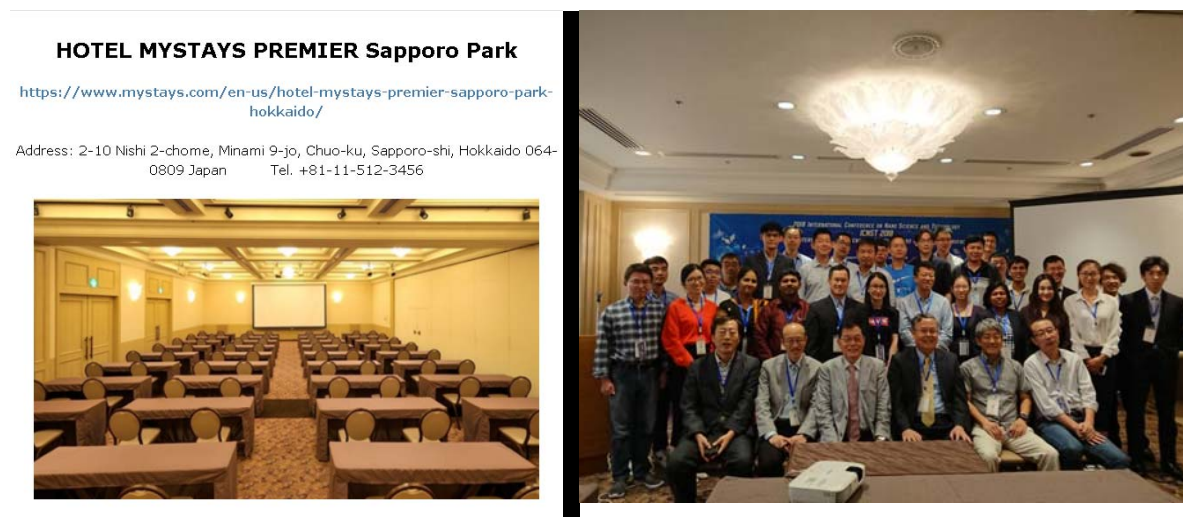 HOTEL MYSTAYS PREMIER Sapporo Park
https://www.mystays.com/en-us/hotel-mystays-premier-sapporo-park-
hokkaido/
Address: 2-10 Nishi 2-chome, Minami 9-jo, Chuo-ku, Sapporo-shi, Hokkaido 064-
0809 Japan Tel. +81-11-512-3456
2018 INTERNATIONAL CONFERENCE ON NANO SCIENCE AND TECHNOLOGY
ICNST 2018